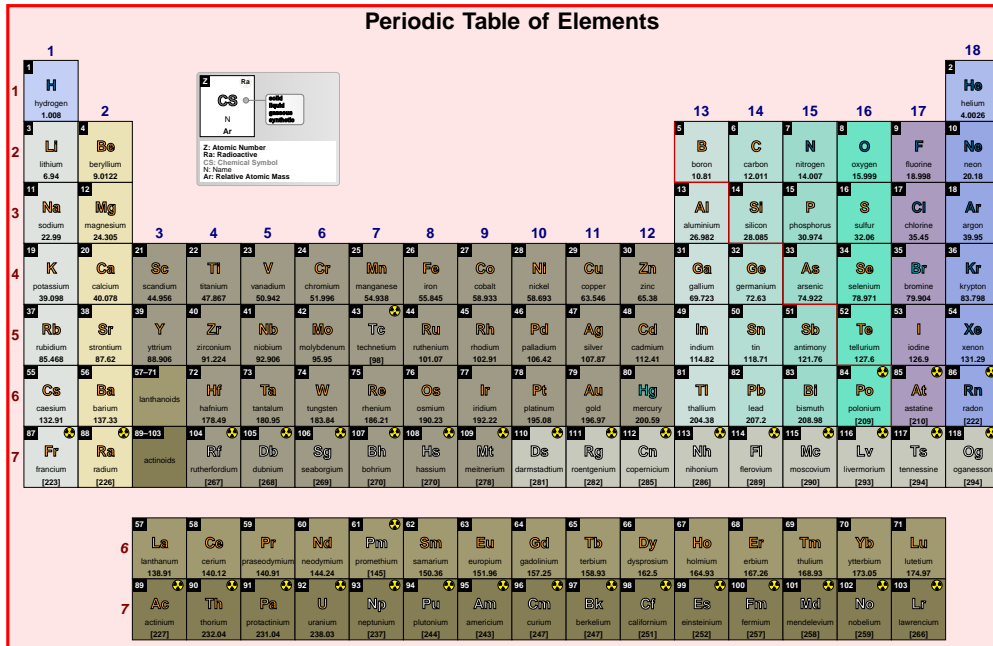 Periodic Table of Elements
1 18
1
1 H hydrogen 1.008
2 He helium 4.0026
Z Ra
CS
N
Ar
solid
liquid
gaseous
synthetic
Z: Atomic Number
Ra: Radioactive
CS: Chemical Symbol
N: Name
Ar: Relative Atomic Mass
2 13 14 15 16 17
2
3 Li lithium 6.94
4 Be beryllium 9.0122
5 B boron 10.81
6 C carbon 12.011
7 N nitrogen 14.007
8 O oxygen 15.999
9 F fluorine 18.998
10 Ne neon 20.18
3
11 Na sodium 22.99
12 Mg magnesium 24.305
13 Al aluminium 26.982
14 Si silicon 28.085
15 P phosphorus 30.974
16 S sulfur 32.06
17 Cl chlorine 35.45
18 Ar argon 39.95
3 4 5 6 7 8 9 10 11 12
4
19 K potassium 39.098
20 Ca calcium 40.078
21 Sc scandium 44.956
22 Ti titanium 47.867
23 V vanadium 50.942
24 Cr chromium 51.996
25 Mn manganese 54.938
26 Fe iron 55.845
27 Co cobalt 58.933
28 Ni nickel 58.693
29 Cu copper 63.546
30 Zn zinc 65.38
31 Ga gallium 69.723
32 Ge germanium 72.63
33 As arsenic 74.922
34 Se selenium 78.971
35 Br bromine 79.904
36 Kr krypton 83.798
5
37 Rb rubidium 85.468
38 Sr strontium 87.62
39 Y yttrium 88.906
40 Zr zirconium 91.224
41 Nb niobium 92.906
42 Mo molybdenum 95.95
43 Tc technetium [98]
44 Ru ruthenium 101.07
45 Rh rhodium 102.91
46 Pd palladium 106.42
47 Ag silver 107.87
48 Cd cadmium 112.41
49 In indium 114.82
50 Sn tin 118.71
51 Sb antimony 121.76
52 Te tellurium 127.6
53 I iodine 126.9
54 Xe xenon 131.29
6
55 Cs caesium 132.91
56 Ba barium 137.33
57–71 lanthanoids
72 Hf hafnium 178.49
73 Ta tantalum 180.95
74 W tungsten 183.84
75 Re rhenium 186.21
76 Os osmium 190.23
77 Ir iridium 192.22
78 Pt platinum 195.08
79 Au gold 196.97
80 Hg mercury 200.59
81 Tl thallium 204.38
82 Pb lead 207.2
83 Bi bismuth 208.98
84 Po polonium [209]
85 At astatine [210]
86 Rn radon [222]
7
87 Fr francium [223]
88 Ra radium [226]
89–103 actinoids
104 Rf rutherfordium [267]
105 Db dubnium [268]
106 Sg seaborgium [269]
107 Bh bohrium [270]
108 Hs hassium [270]
109 Mt meitnerium [278]
110 Ds darmstadtium [281]
111 Rg roentgenium [282]
112 Cn copernicium [285]
113 Nh nihonium [286]
114 Fl flerovium [289]
115 Mc moscovium [290]
116 Lv livermorium [293]
117 Ts tennessine [294]
118 Og oganesson [294]
6
57 La lanthanum 138.91
58 Ce cerium 140.12
59 Pr praseodymium 140.91
60 Nd neodymium 144.24
61 Pm promethium [145]
62 Sm samarium 150.36
63 Eu europium 151.96
64 Gd gadolinium 157.25
65 Tb terbium 158.93
66 Dy dysprosium 162.5
67 Ho holmium 164.93
68 Er erbium 167.26
69 Tm thulium 168.93
70 Yb ytterbium 173.05
71 Lu lutetium 174.97
7
89 Ac actinium [227]
90 Th thorium 232.04
91 Pa protactinium 231.04
92 U uranium 238.03
93 Np neptunium [237]
94 Pu plutonium [244]
95 Am americium [243]
96 Cm curium [247]
97 Bk berkelium [247]
98 Cf californium [251]
99 Es einsteinium [252]
100 Fm fermium [257]
101 Md mendelevium [258]
102 No nobelium [259]
103 Lr lawrencium [266]